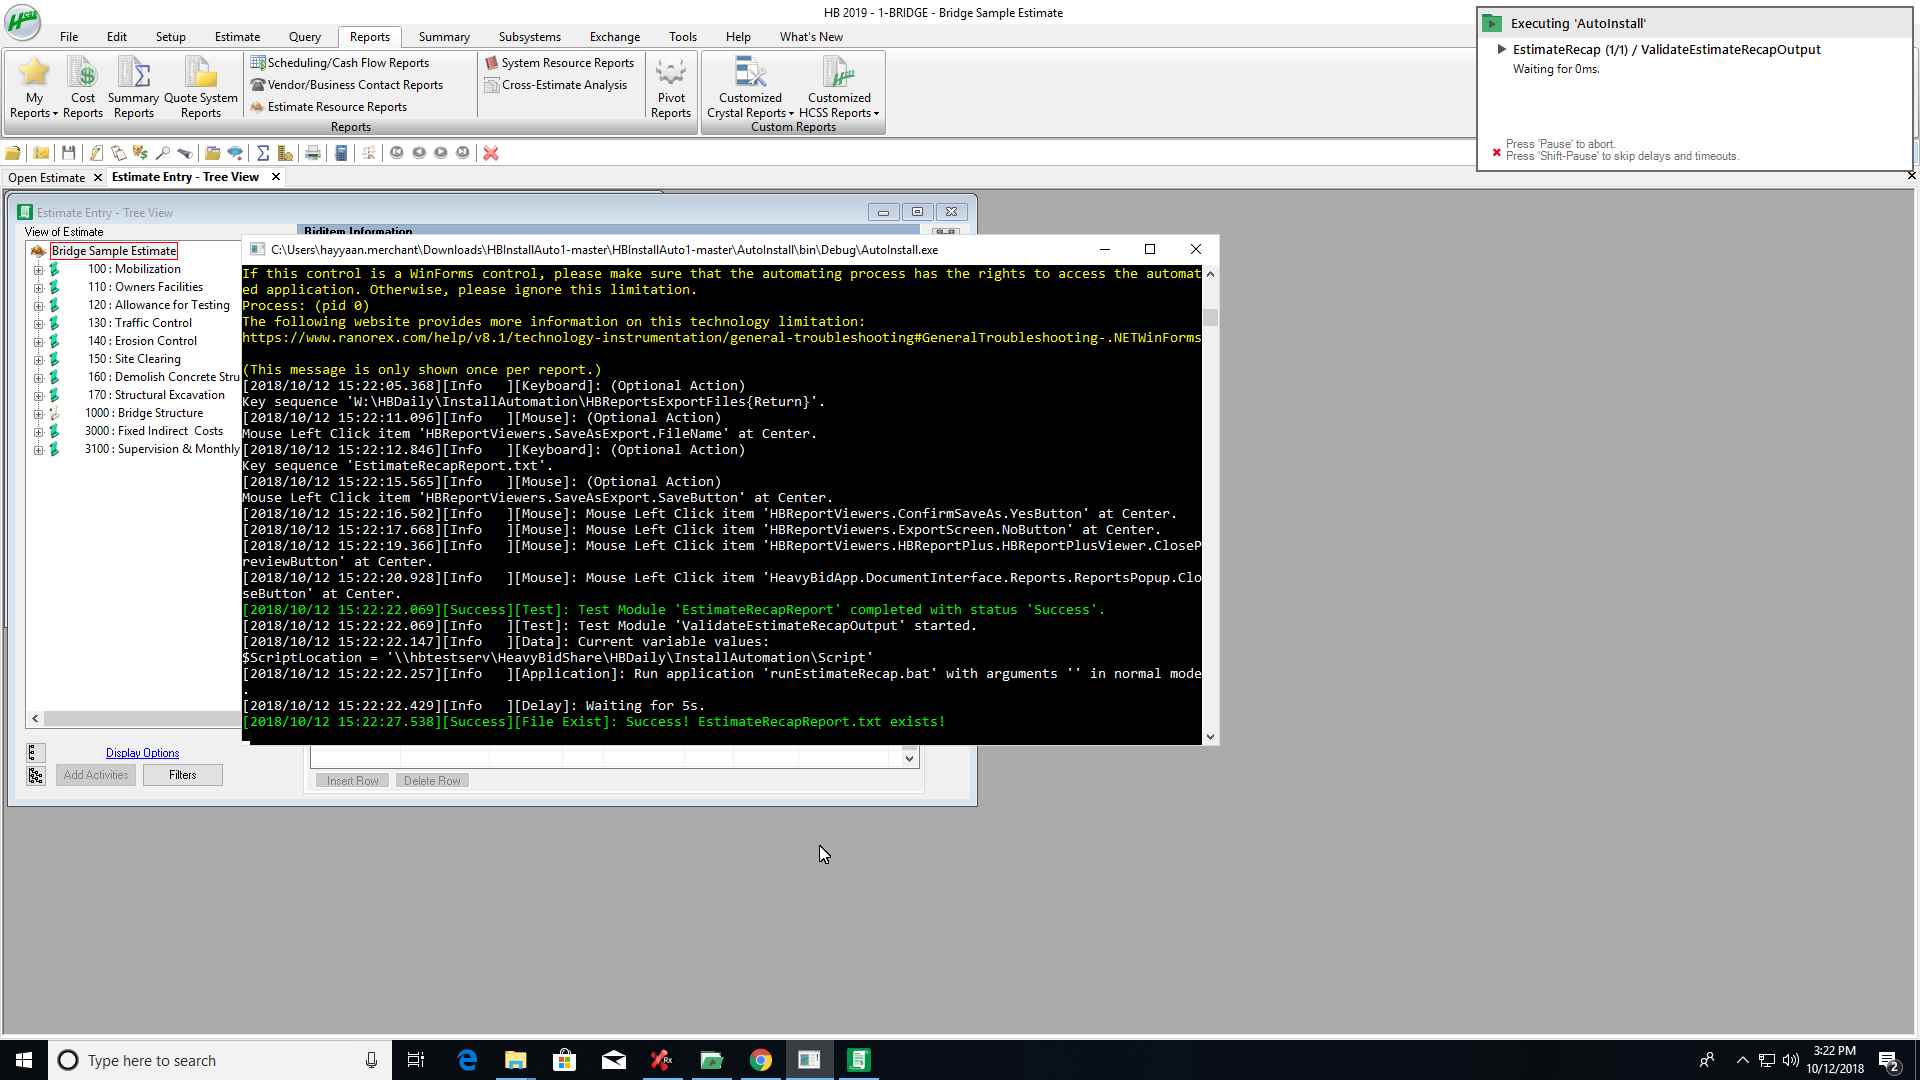 HB 2019 - 1-BRIDGE - Bridge Sample Estimate
File Edit Setup Estimate Query Reports Summary Subsystems Exchange Tools Help What's New
My Reports
Cost Reports
Summary Reports
Quote System Reports
Scheduling/Cash Flow Reports
Vendor/Business Contact Reports
Estimate Resource Reports
System Resource Reports
Cross-Estimate Analysis
Pivot Reports
Customized Crystal Reports
Customized HCSS Reports
Reports
Custom Reports
Executing 'AutoInstall'
EstimateRecap (1/1) / ValidateEstimateRecapOutput
Waiting for 0ms.
Press 'Pause' to abort.
Press 'Shift-Pause' to skip delays and timeouts.
Open Estimate
Estimate Entry - Tree View
Estimate Entry - Tree View
View of Estimate
Biditem Information
Bridge Sample Estimate
100 : Mobilization
110 : Owners Facilities
120 : Allowance for Testing
130 : Traffic Control
140 : Erosion Control
150 : Site Clearing
160 : Demolish Concrete Stru
170 : Structural Excavation
1000 : Bridge Structure
3000 : Fixed Indirect Costs
3100 : Supervision & Monthly
C:\Users\hayyaan.merchant\Downloads\HBInstallAuto1-master\HBInstallAuto1-master\AutoInstall\bin\Debug\AutoInstall.exe
If this control is a WinForms control, please make sure that the automating process has the rights to access the automat
ed application. Otherwise, please ignore this limitation.
Process: (pid 0)
The following website provides more information on this technology limitation:
https://www.ranorex.com/help/v8.1/technology-instrumentation/general-troubleshooting#GeneralTroubleshooting-.NETWinForms
(This message is only shown once per report.)
[2018/10/12 15:22:05.368][Info   ][Keyboard]: (Optional Action)
Key sequence 'W:\HBDaily\InstallAutomation\HBReportsExportFiles{Return}'.
[2018/10/12 15:22:11.096][Info   ][Mouse]: (Optional Action)
Mouse Left Click item 'HBReportViewers.SaveAsExport.FileName' at Center.
[2018/10/12 15:22:12.846][Info   ][Keyboard]: (Optional Action)
Key sequence 'EstimateRecapReport.txt'.
[2018/10/12 15:22:15.565][Info   ][Mouse]: (Optional Action)
Mouse Left Click item 'HBReportViewers.SaveAsExport.SaveButton' at Center.
[2018/10/12 15:22:16.502][Info   ][Mouse]: Mouse Left Click item 'HBReportViewers.ConfirmSaveAs.YesButton' at Center.
[2018/10/12 15:22:17.668][Info   ][Mouse]: Mouse Left Click item 'HBReportViewers.ExportScreen.NoButton' at Center.
[2018/10/12 15:22:19.366][Info   ][Mouse]: Mouse Left Click item 'HBReportViewers.HBReportPlus.HBReportPlusViewer.CloseP
reviewButton' at Center.
[2018/10/12 15:22:20.928][Info   ][Mouse]: Mouse Left Click item 'HeavyBidApp.DocumentInterface.Reports.ReportsPopup.Clo
seButton' at Center.
[2018/10/12 15:22:22.069][Success][Test]: Test Module 'EstimateRecapReport' completed with status 'Success'.
[2018/10/12 15:22:22.069][Info   ][Test]: Test Module 'ValidateEstimateRecapOutput' started.
[2018/10/12 15:22:22.147][Info   ][Data]: Current variable values:
$ScriptLocation = '\\hbtestserv\HeavyBidShare\HBDaily\InstallAutomation\Script'
[2018/10/12 15:22:22.257][Info   ][Application]: Run application 'runEstimateRecap.bat' with arguments '' in normal mode
.
[2018/10/12 15:22:22.429][Info   ][Delay]: Waiting for 5s.
[2018/10/12 15:22:27.538][Success][File Exist]: Success! EstimateRecapReport.txt exists!
Display Options
Add Activities Filters
Insert Row Delete Row
Type here to search
3:22 PM
10/12/2018
2